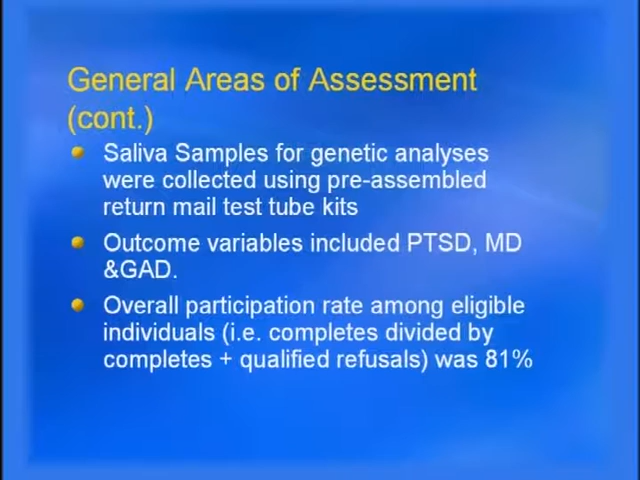 General Areas of Assessment
(cont.)
Saliva Samples for genetic analyses
were collected using pre-assembled
return mail test tube kits
Outcome variables included PTSD, MD
&GAD.
Overall participation rate among eligible
individuals (i.e. completes divided by
completes + qualified refusals) was 81%